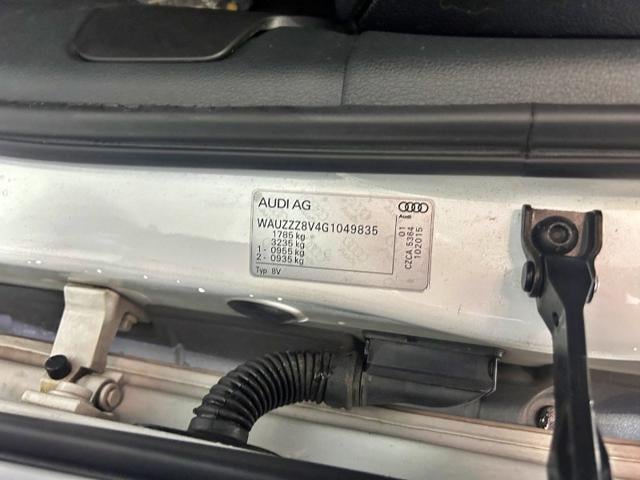 AUDI AG
Audi
WAUZZZ8V4G1049835
1785 kg
3235 kg
1- 0955 kg
2- 0935 kg
Typ 8V
01
CZCA 5364
102015